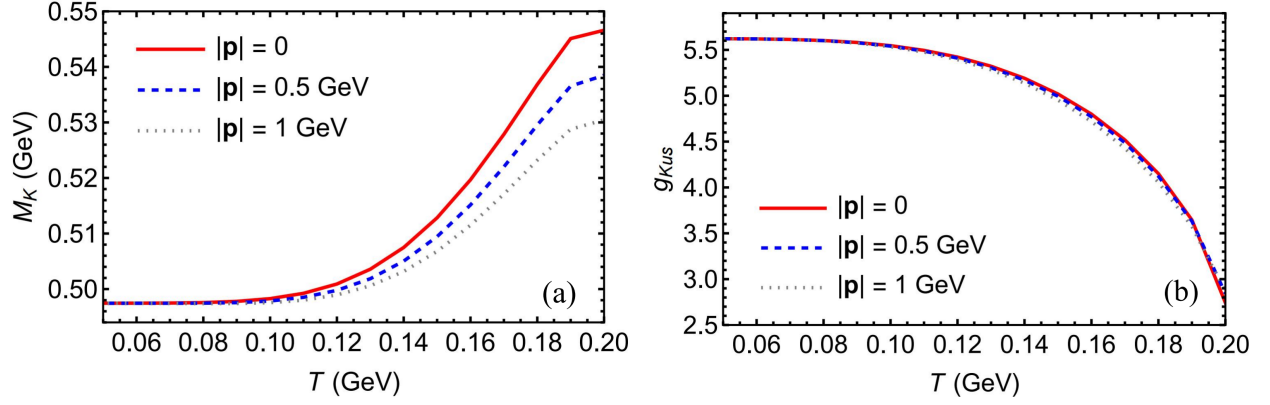 0.55
0.54
0.53
0.52
0.51
0.50
M_K (GeV)
|p| = 0
|p| = 0.5 GeV
|p| = 1 GeV
(a)
0.06 0.08 0.10 0.12 0.14 0.16 0.18 0.20
T (GeV)
5.5
5.0
4.5
4.0
3.5
3.0
2.5
g_Kus
|p| = 0
|p| = 0.5 GeV
|p| = 1 GeV
(b)
0.06 0.08 0.10 0.12 0.14 0.16 0.18 0.20
T (GeV)